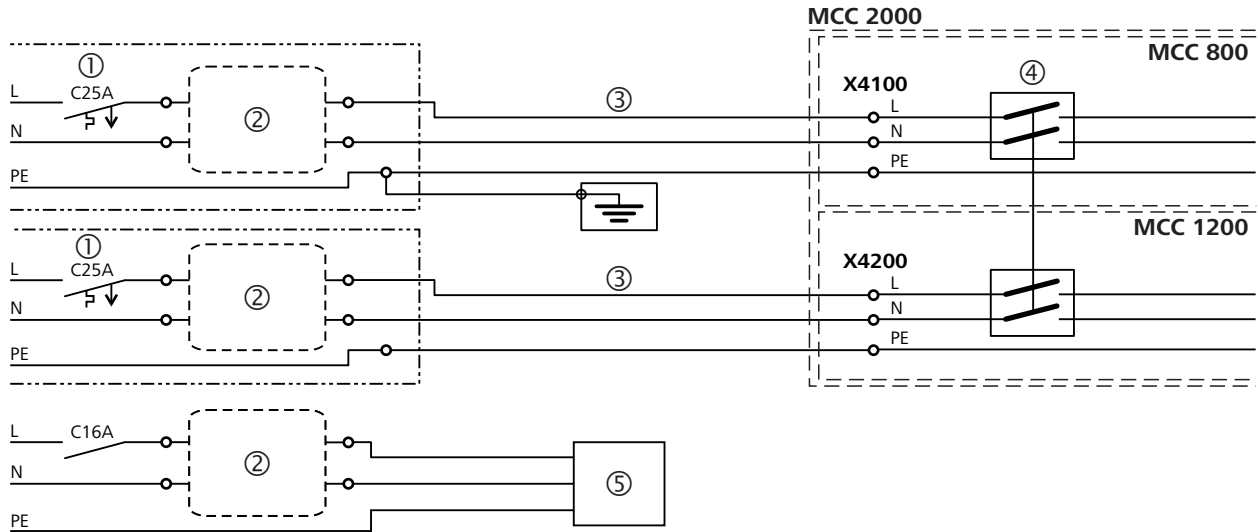 MCC 2000
MCC 800
① ④
L C25A X4100
② ③ L
N N
PE PE
MCC 1200
① X4200
L C25A ③
② L
N N
PE PE
L C16A
②
N ⑤
PE